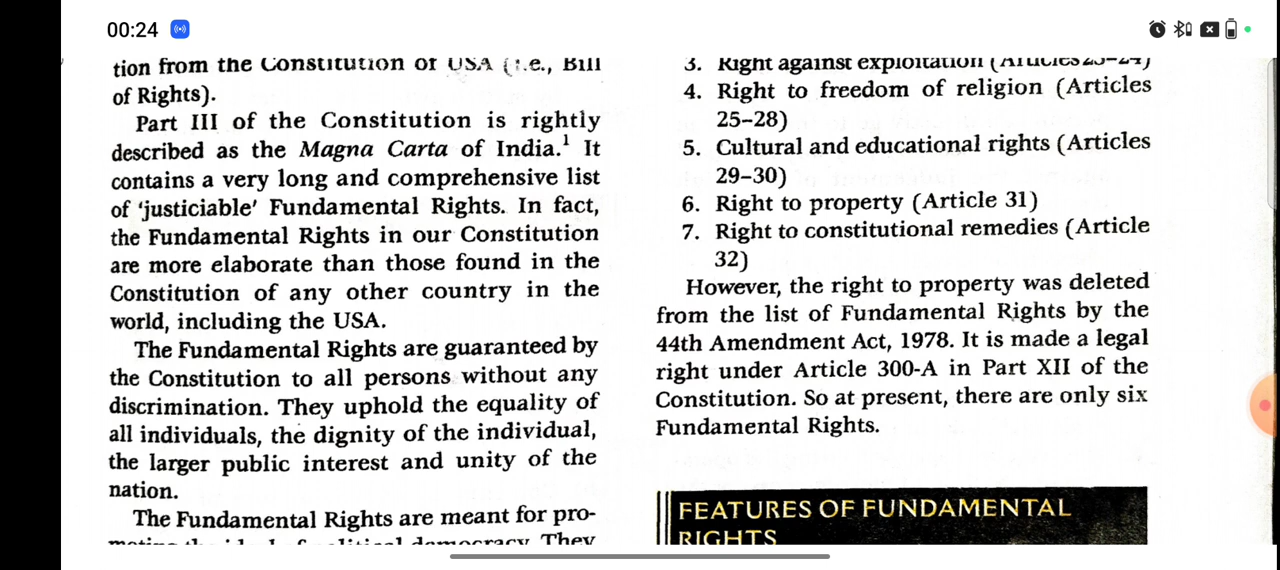 00:24
tion from the Constitution of USA (i.e., Bill
of Rights).
Part III of the Constitution is rightly
described as the Magna Carta of India.¹ It
contains a very long and comprehensive list
of ‘justiciable’ Fundamental Rights. In fact,
the Fundamental Rights in our Constitution
are more elaborate than those found in the
Constitution of any other country in the
world, including the USA.
The Fundamental Rights are guaranteed by
the Constitution to all persons without any
discrimination. They uphold the equality of
all individuals, the dignity of the individual,
the larger public interest and unity of the
nation.
The Fundamental Rights are meant for pro-
democracy. They
3. Right against exploitation (Articles 23–24)
4. Right to freedom of religion (Articles
25–28)
5. Cultural and educational rights (Articles
29–30)
6. Right to property (Article 31)
7. Right to constitutional remedies (Article
32)
However, the right to property was deleted
from the list of Fundamental Rights by the
44th Amendment Act, 1978. It is made a legal
right under Article 300-A in Part XII of the
Constitution. So at present, there are only six
Fundamental Rights.
FEATURES OF FUNDAMENTAL
RIGHTS